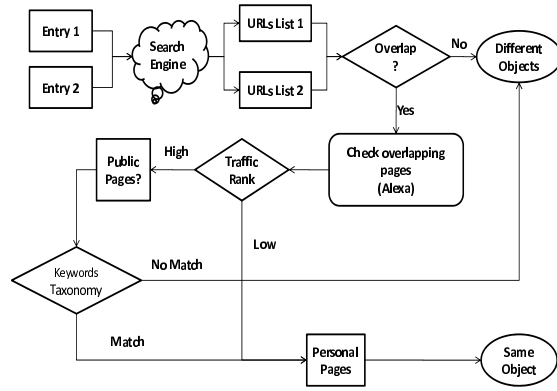 Entry 1
Entry 2
Search
Engine
URLs List 1
URLs List 2
Overlap
?
No
Different
Objects
Yes
Check overlapping
pages
(Alexa)
Traffic
Rank
High
Public
Pages?
Low
Keywords
Taxonomy
No Match
Match
Personal
Pages
Same
Object